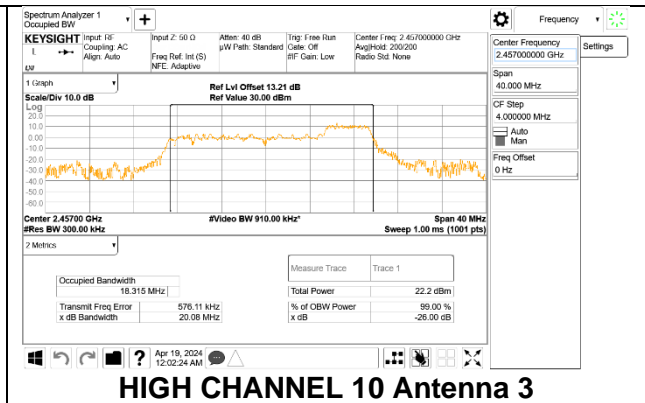 Spectrum Analyzer 1
Occupied BW
+
Frequency
KEYSIGHT Input: RF Input Z: 50 Ω Atten: 40 dB Trig: Free Run Center Freq: 2.457000000 GHz
L Coupling: AC µW Path: Standard Gate: Off Avg|Hold: 200/200
Align: Auto Freq Ref: Int (S) #IF Gain: Low Radio Std: None
NFE: Adaptive
Center Frequency
2.457000000 GHz
Settings
Span
40.000 MHz
CF Step
4.000000 MHz
Auto
Man
Freq Offset
0 Hz
1 Graph
Ref Lvl Offset 13.21 dB
Scale/Div 10.0 dB Ref Value 30.00 dBm
Log
20.0
10.0
0.00
-10.0
-20.0
-30.0
-40.0
-50.0
-60.0
Center 2.45700 GHz #Video BW 910.00 kHz* Span 40 MHz
#Res BW 300.00 kHz Sweep 1.00 ms (1001 pts)
2 Metrics
Measure Trace Trace 1
Occupied Bandwidth
18.315 MHz Total Power 22.2 dBm
Transmit Freq Error 576.11 kHz % of OBW Power 99.00 %
x dB Bandwidth 20.08 MHz x dB -26.00 dB
? Apr 19, 2024
12:02:24 AM
HIGH CHANNEL 10 Antenna 3